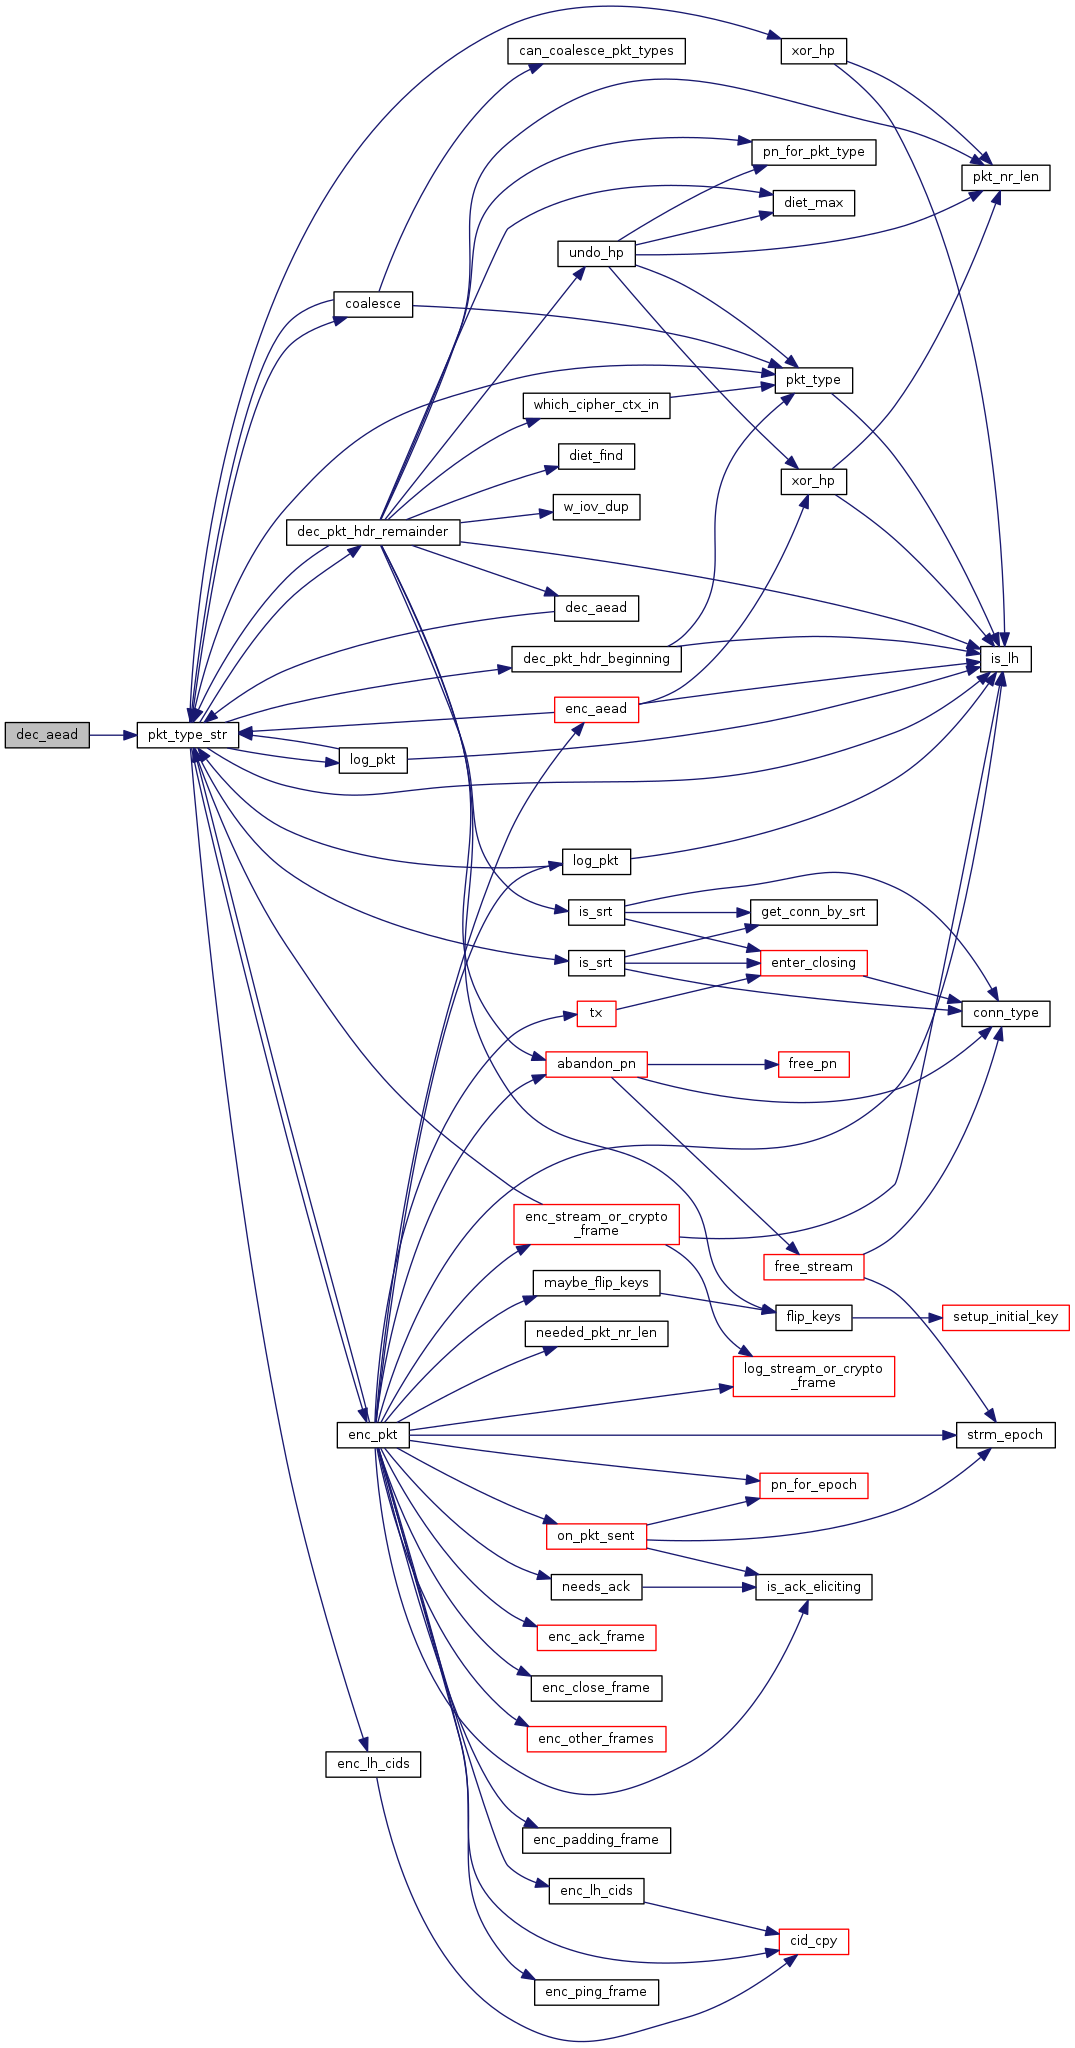 xor_hp
can_coalesce_pkt_types
pn_for_pkt_type
pkt_nr_len
diet_max
undo_hp
coalesce
pkt_type
which_cipher_ctx_in
diet_find
xor_hp
w_iov_dup
dec_pkt_hdr_remainder
dec_aead
dec_pkt_hdr_beginning
is_lh
enc_aead
dec_aead
pkt_type_str
log_pkt
log_pkt
is_srt
get_conn_by_srt
is_srt
enter_closing
tx
conn_type
abandon_pn
free_pn
enc_stream_or_crypto
_frame
free_stream
maybe_flip_keys
flip_keys
setup_initial_key
needed_pkt_nr_len
log_stream_or_crypto
_frame
enc_pkt
strm_epoch
pn_for_epoch
on_pkt_sent
needs_ack
is_ack_eliciting
enc_ack_frame
enc_close_frame
enc_other_frames
enc_lh_cids
enc_padding_frame
enc_lh_cids
cid_cpy
enc_ping_frame